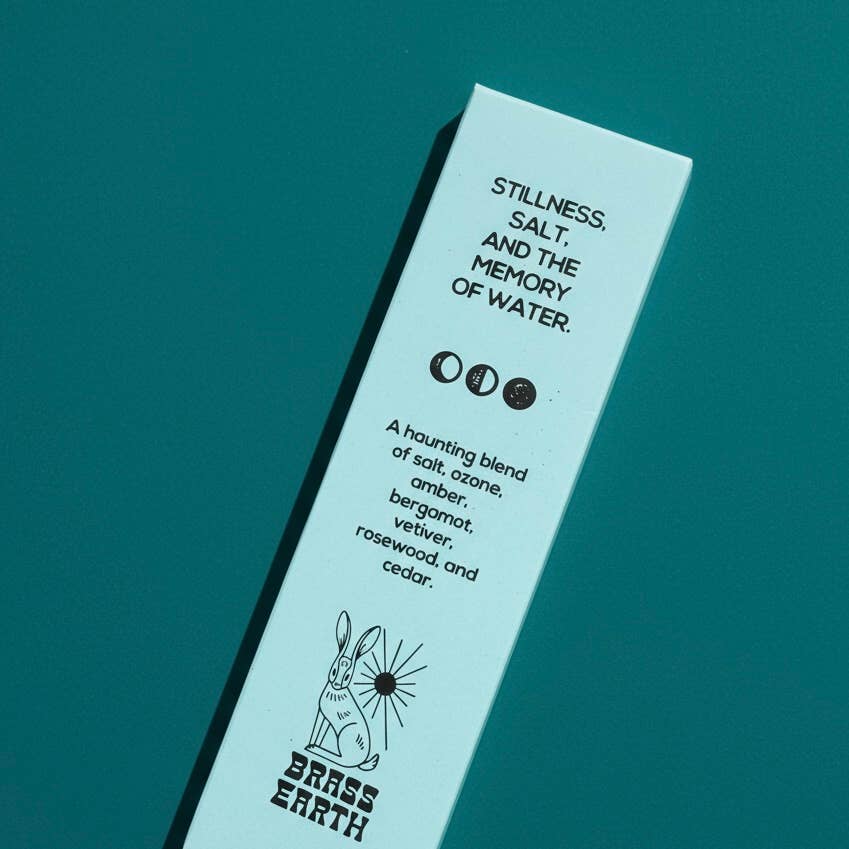 STILLNESS,
SALT,
AND THE
MEMORY
OF WATER.
A haunting blend
of salt, ozone,
amber,
bergamot,
vetiver,
rosewood, and
cedar.
BRASS
EARTH